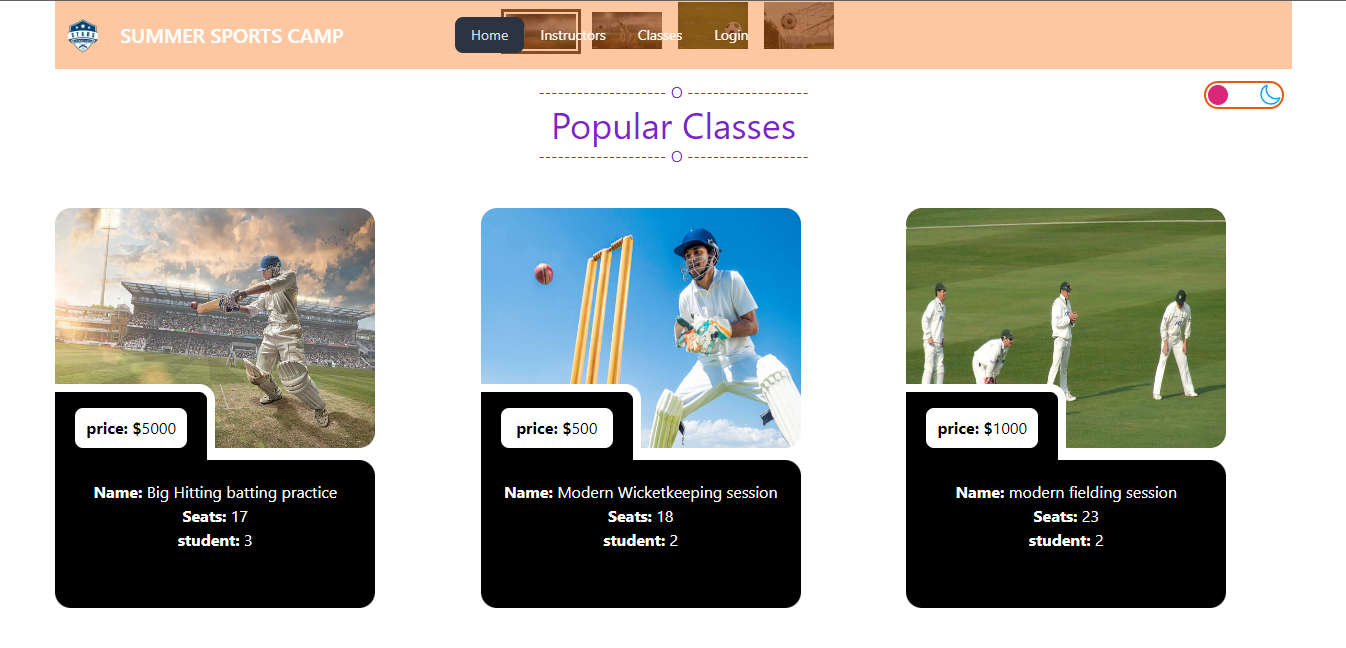 SUMMER SPORTS CAMP
Home Instructors Classes Login
-------------------- O -------------------
Popular Classes
-------------------- O -------------------
price: $5000
price: $500
price: $1000
Name: Big Hitting batting practice
Seats: 17
student: 3
Name: Modern Wicketkeeping session
Seats: 18
student: 2
Name: modern fielding session
Seats: 23
student: 2